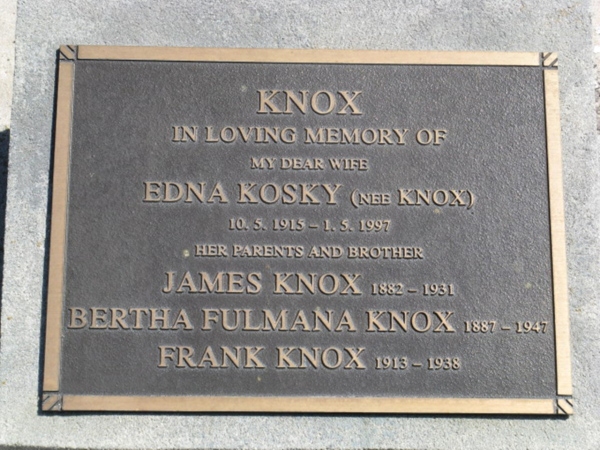 KNOX
IN LOVING MEMORY OF
MY DEAR WIFE
EDNA KOSKY (NEE KNOX)
10. 5. 1915 – 1. 5. 1997
HER PARENTS AND BROTHER
JAMES KNOX 1882 – 1931
BERTHA FULMANA KNOX 1887 – 1947
FRANK KNOX 1913 – 1938